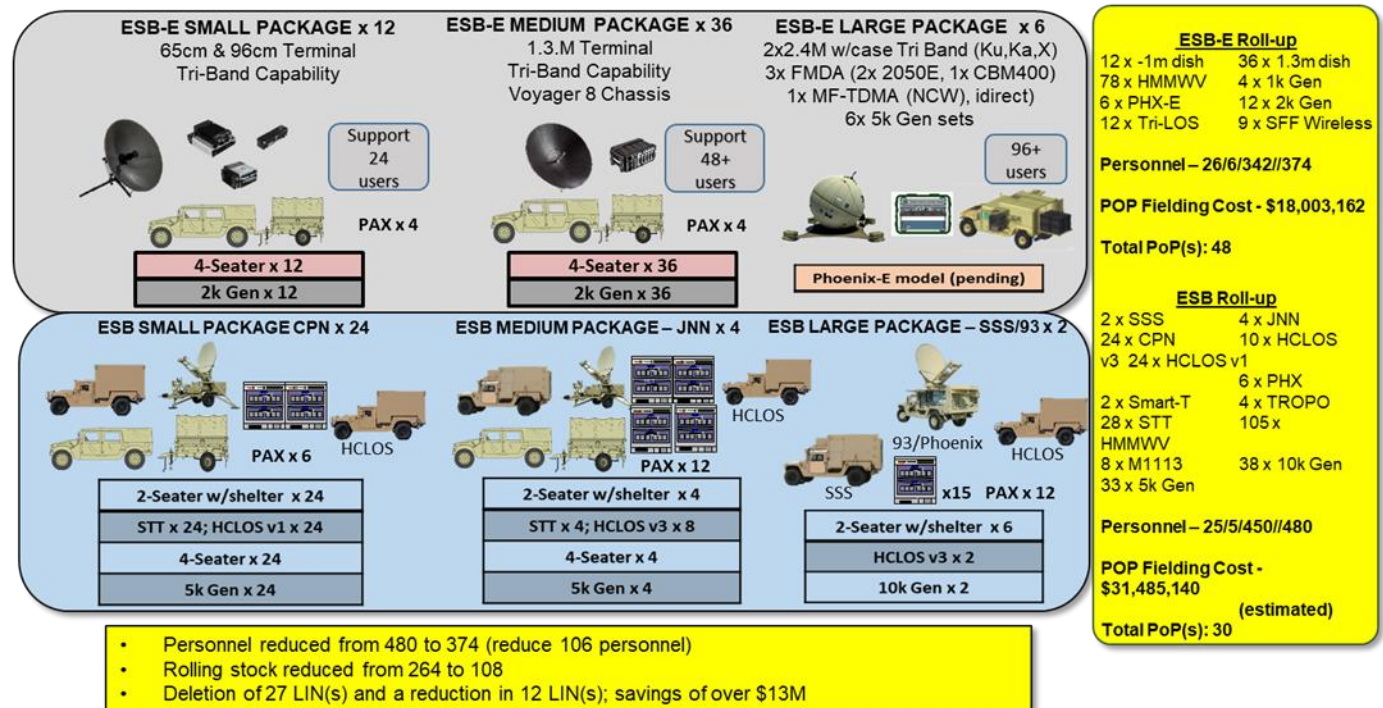 ESB-E SMALL PACKAGE x 12
65cm & 96cm Terminal
Tri-Band Capability
Support
24
users
PAX x 4
4-Seater x 12
2k Gen x 12
ESB-E MEDIUM PACKAGE x 36
1.3.M Terminal
Tri-Band Capability
Voyager 8 Chassis
Support
48+
users
PAX x 4
4-Seater x 36
2k Gen x 36
ESB-E LARGE PACKAGE x 6
2x2.4M w/case Tri Band (Ku,Ka,X)
3x FMDA (2x 2050E, 1x CBM400)
1x MF-TDMA (NCW), idirect)
6x 5k Gen sets
96+
users
Phoenix-E model (pending)
ESB SMALL PACKAGE CPN x 24
HCLOS
PAX x 6
2-Seater w/shelter x 24
STT x 24; HCLOS v1 x 24
4-Seater x 24
5k Gen x 24
ESB MEDIUM PACKAGE – JNN x 4
HCLOS
PAX x 12
2-Seater w/shelter x 4
STT x 4; HCLOS v3 x 8
4-Seater x 4
5k Gen x 4
ESB LARGE PACKAGE – SSS/93 x 2
93/Phoenix
HCLOS
SSS
x15 PAX x 12
2-Seater w/shelter x 6
HCLOS v3 x 2
10k Gen x 2
ESB-E Roll-up
12 x -1m dish 36 x 1.3m dish
78 x HMMWV 4 x 1k Gen
6 x PHX-E 12 x 2k Gen
12 x Tri-LOS 9 x SFF Wireless
Personnel – 26/6/342//374
POP Fielding Cost - $18,003,162
Total PoP(s): 48
ESB Roll-up
2 x SSS 4 x JNN
24 x CPN 10 x HCLOS
v3 24 x HCLOS v1
6 x PHX
2 x Smart-T 4 x TROPO
28 x STT 105 x
HMMWV
8 x M1113 38 x 10k Gen
33 x 5k Gen
Personnel – 25/5/450//480
POP Fielding Cost -
$31,485,140
(estimated)
Total PoP(s): 30
• Personnel reduced from 480 to 374 (reduce 106 personnel)
• Rolling stock reduced from 264 to 108
• Deletion of 27 LIN(s) and a reduction in 12 LIN(s); savings of over $13M